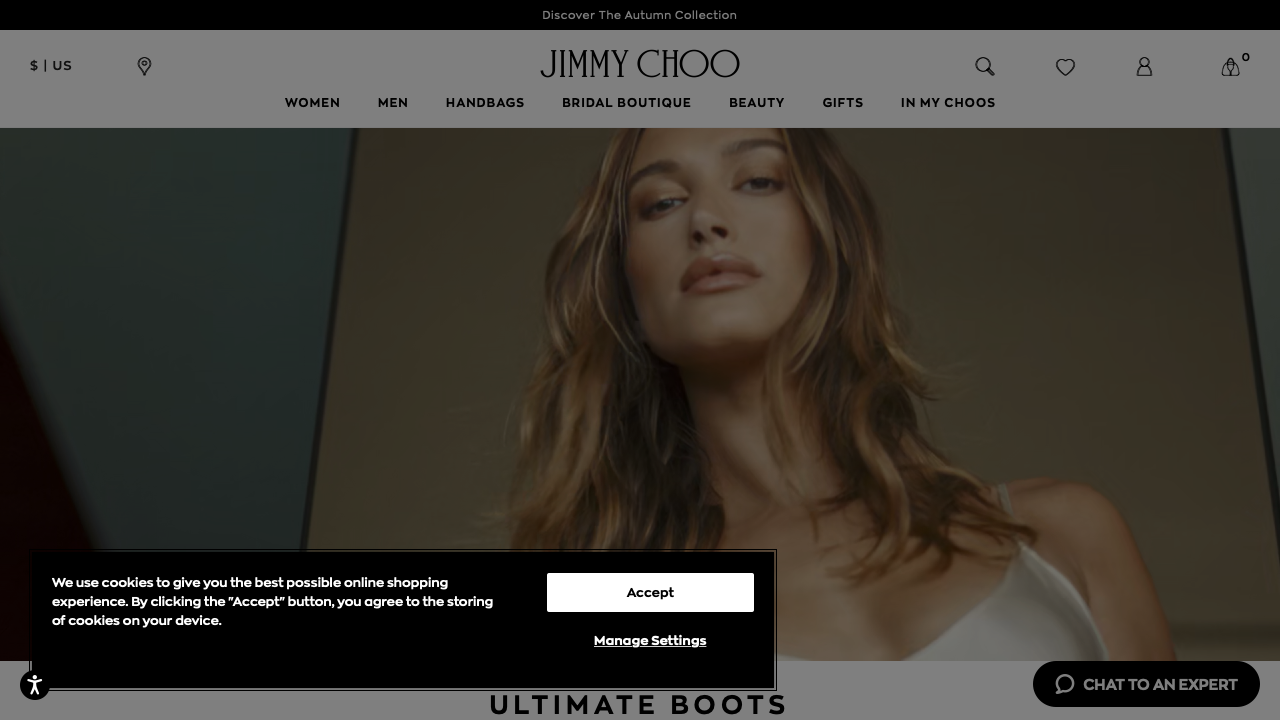 Discover The Autumn Collection
$ | US
JIMMY CHOO
0
WOMEN MEN HANDBAGS BRIDAL BOUTIQUE BEAUTY GIFTS IN MY CHOOS
We use cookies to give you the best possible online shopping
experience. By clicking the "Accept" button, you agree to the storing
of cookies on your device.
Accept
Manage Settings
CHAT TO AN EXPERT
ULTIMATE BOOTS